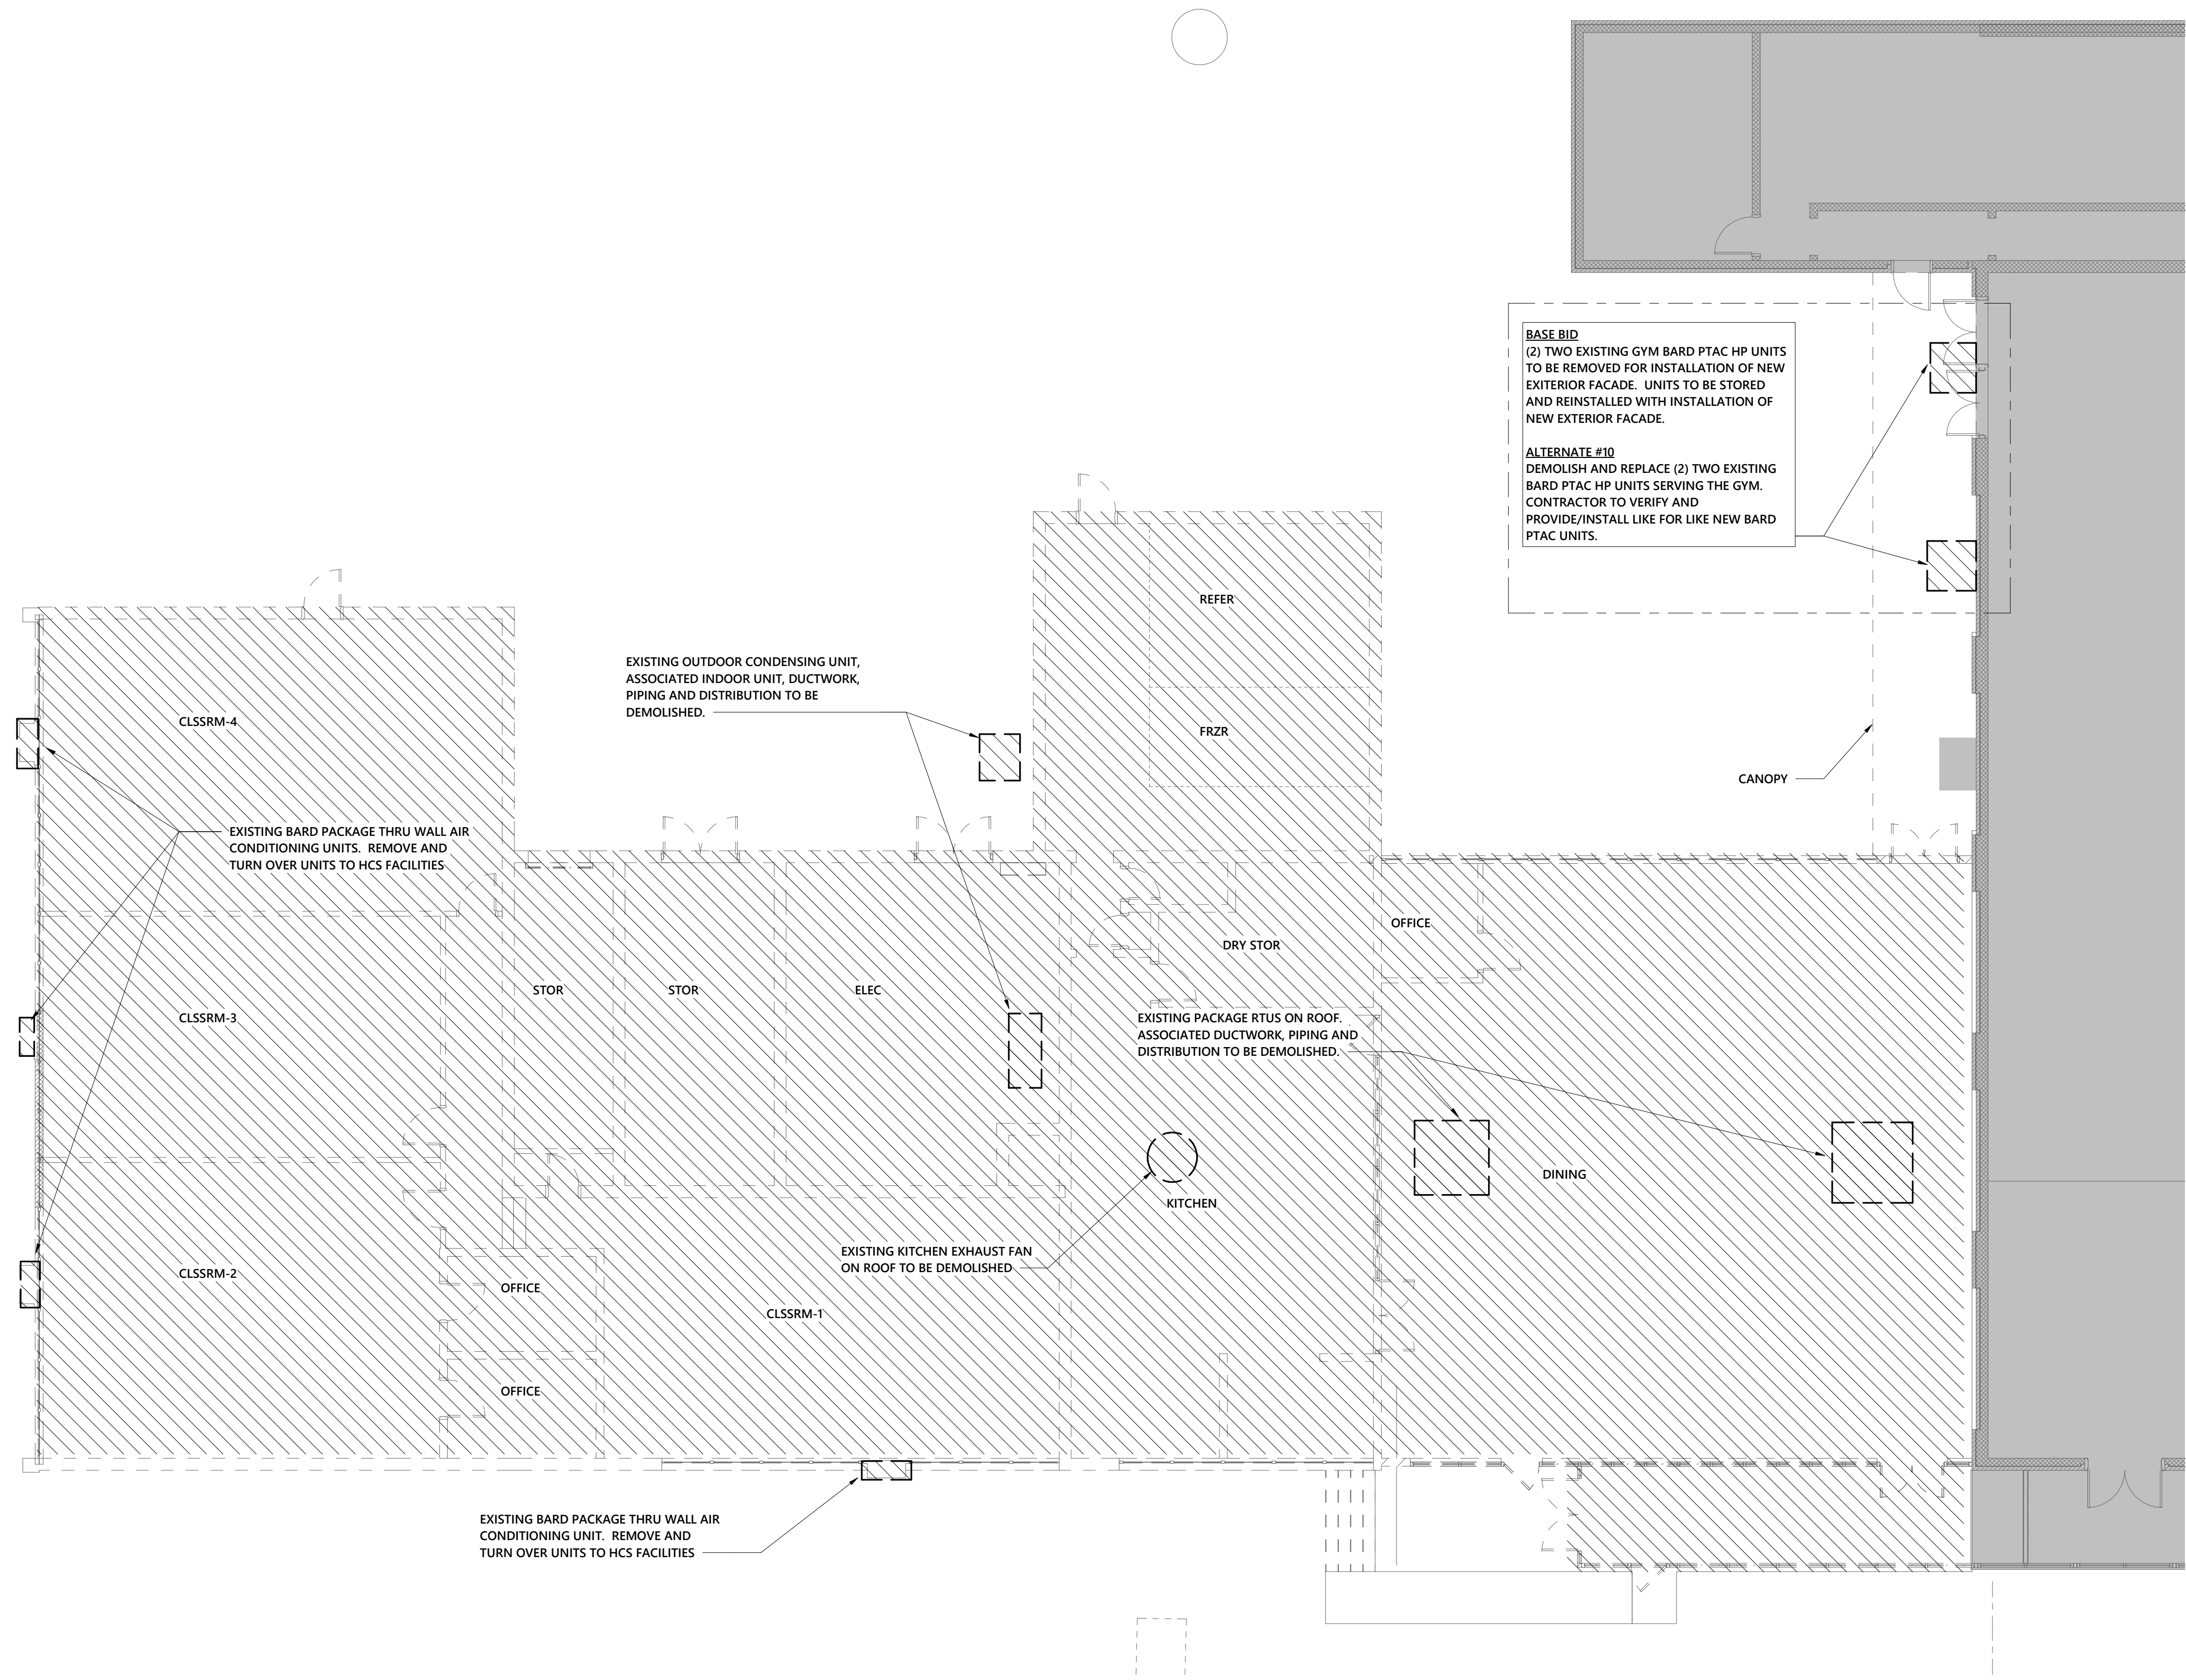 BASE BID
(2) TWO EXISTING GYM BARD PTAC HP UNITS
TO BE REMOVED FOR INSTALLATION OF NEW
EXITERIOR FACADE.  UNITS TO BE STORED
AND REINSTALLED WITH INSTALLATION OF
NEW EXTERIOR FACADE.
ALTERNATE #10
DEMOLISH AND REPLACE (2) TWO EXISTING
BARD PTAC HP UNITS SERVING THE GYM.
CONTRACTOR TO VERIFY AND
PROVIDE/INSTALL LIKE FOR LIKE NEW BARD
PTAC UNITS.
REFER
EXISTING OUTDOOR CONDENSING UNIT,
ASSOCIATED INDOOR UNIT, DUCTWORK,
PIPING AND DISTRIBUTION TO BE
DEMOLISHED.
CLSSRM-4
FRZR
CANOPY
EXISTING BARD PACKAGE THRU WALL AIR
CONDITIONING UNITS.  REMOVE AND
TURN OVER UNITS TO HCS FACILITIES
OFFICE
DRY STOR
STOR
STOR
ELEC
CLSSRM-3
EXISTING PACKAGE RTUS ON ROOF.
ASSOCIATED DUCTWORK, PIPING AND
DISTRIBUTION TO BE DEMOLISHED.
DINING
KITCHEN
EXISTING KITCHEN EXHAUST FAN
ON ROOF TO BE DEMOLISHED
CLSSRM-2
OFFICE
CLSSRM-1
OFFICE
EXISTING BARD PACKAGE THRU WALL AIR
CONDITIONING UNIT.  REMOVE AND
TURN OVER UNITS TO HCS FACILITIES